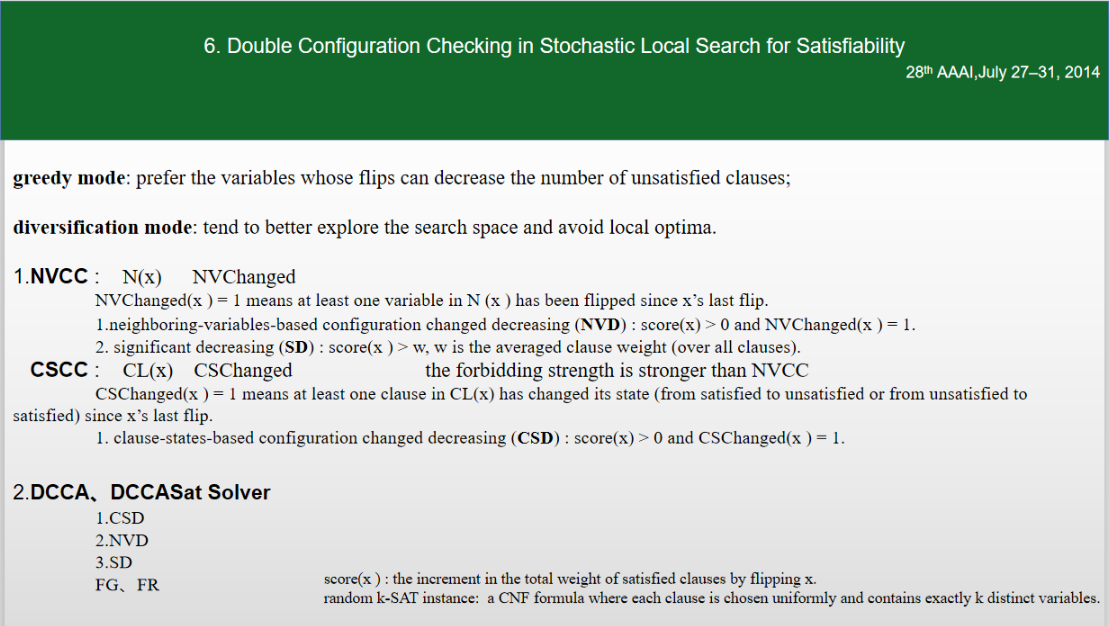 6. Double Configuration Checking in Stochastic Local Search for Satisfiability
28th AAAI,July 27–31, 2014
greedy mode: prefer the variables whose flips can decrease the number of unsatisfied clauses;
diversification mode: tend to better explore the search space and avoid local optima.
1.NVCC : N(x) NVChanged
NVChanged(x ) = 1 means at least one variable in N (x ) has been flipped since x’s last flip.
1.neighboring-variables-based configuration changed decreasing (NVD) : score(x) > 0 and NVChanged(x ) = 1.
2. significant decreasing (SD) : score(x ) > w, w is the averaged clause weight (over all clauses).
CSCC : CL(x) CSChanged the forbidding strength is stronger than NVCC
CSChanged(x ) = 1 means at least one clause in CL(x) has changed its state (from satisfied to unsatisfied or from unsatisfied to
satisfied) since x’s last flip.
1. clause-states-based configuration changed decreasing (CSD) : score(x) > 0 and CSChanged(x ) = 1.
2.DCCA、DCCASat Solver
1.CSD
2.NVD
3.SD
FG、FR
score(x ) : the increment in the total weight of satisfied clauses by flipping x.
random k-SAT instance: a CNF formula where each clause is chosen uniformly and contains exactly k distinct variables.